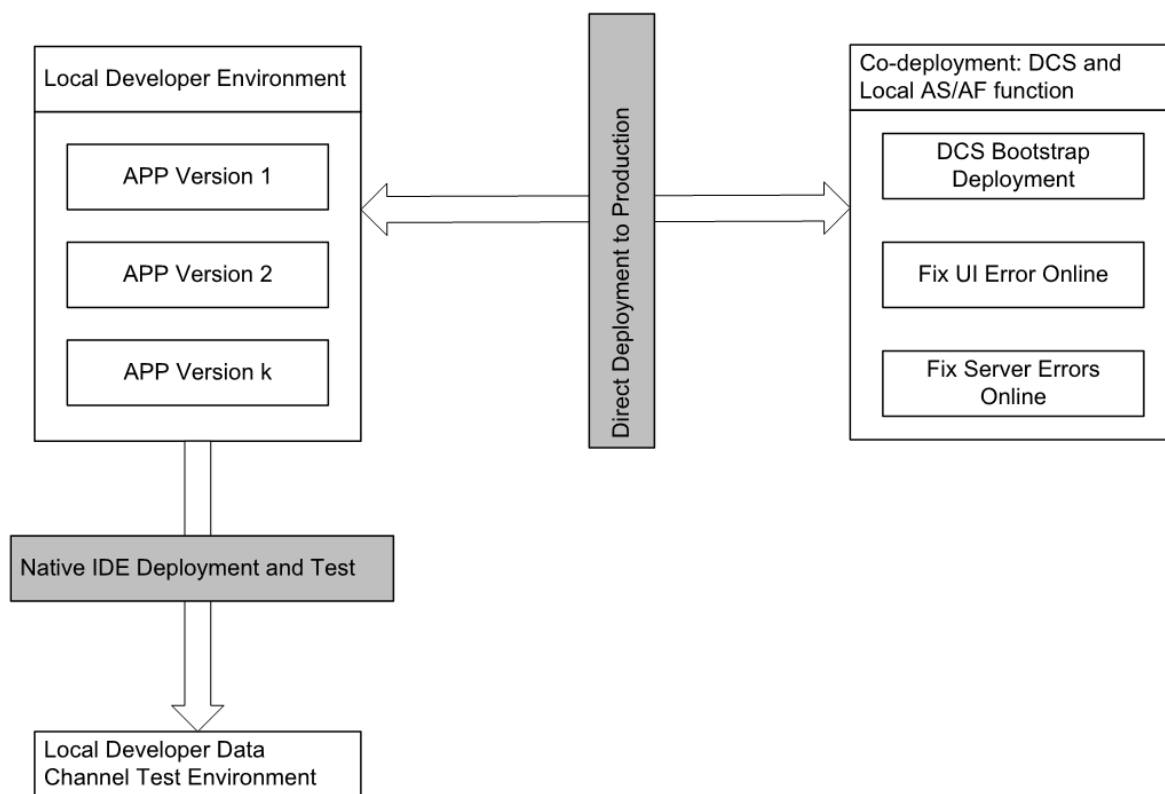 Local Developer Environment
APP Version 1
APP Version 2
APP Version k
Direct Deployment to Production
Co-deployment: DCS and
Local AS/AF function
DCS Bootstrap
Deployment
Fix UI Error Online
Fix Server Errors
Online
Native IDE Deployment and Test
Local Developer Data
Channel Test Environment